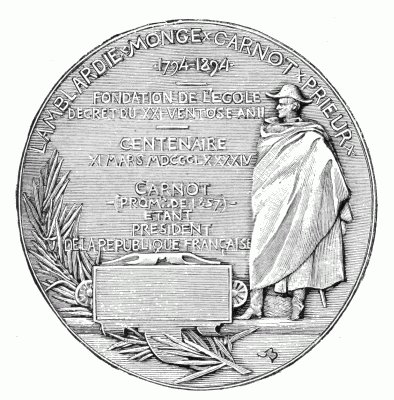 LAMBLARDIE×MONGE×CARNOT×PRIEUR×
·1794-1894·
FONDATION DE L'ECOLE
DECRET DU XXI VENTOSE AN II
CENTENAIRE
XI MARS MDCCCLXXXXIV
CARNOT
-(PROMON DE 1857)-
ETANT
PRESIDENT
DE LA REPUBLIQUE FRANÇAISE